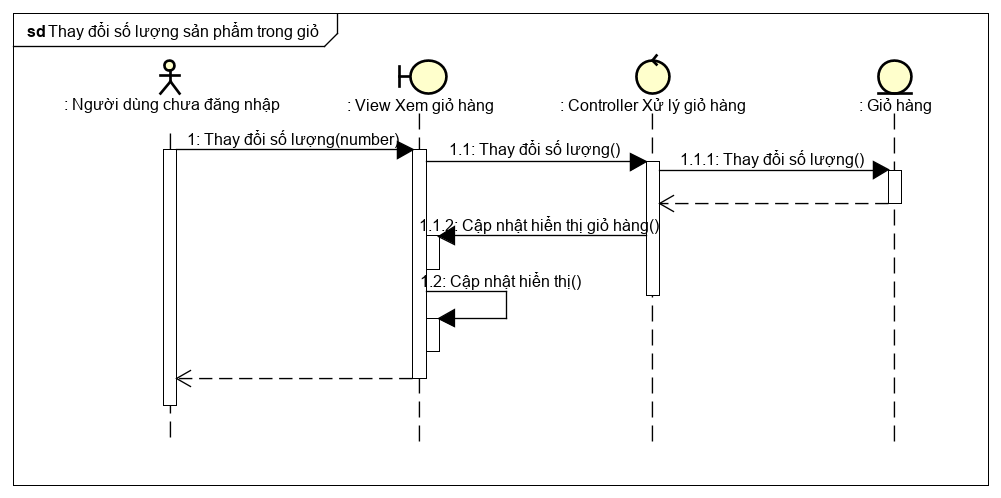 sd Thay đổi số lượng sản phẩm trong giỏ
: Người dùng chưa đăng nhập
: View Xem giỏ hàng
: Controller Xử lý giỏ hàng
: Giỏ hàng
1: Thay đổi số lượng(number)
1.1: Thay đổi số lượng()
1.1.1: Thay đổi số lượng()
1.1.2: Cập nhật hiển thị giỏ hàng()
1.2: Cập nhật hiển thị()